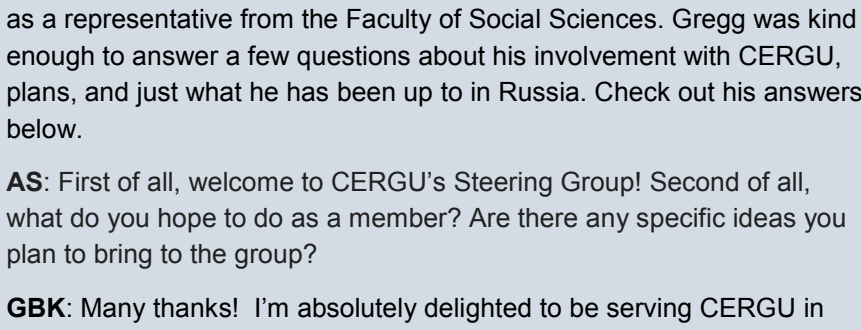 as a representative from the Faculty of Social Sciences. Gregg was kind
enough to answer a few questions about his involvement with CERGU,
plans, and just what he has been up to in Russia. Check out his answers
below.
AS: First of all, welcome to CERGU’s Steering Group! Second of all,
what do you hope to do as a member? Are there any specific ideas you
plan to bring to the group?
GBK: Many thanks!  I’m absolutely delighted to be serving CERGU in